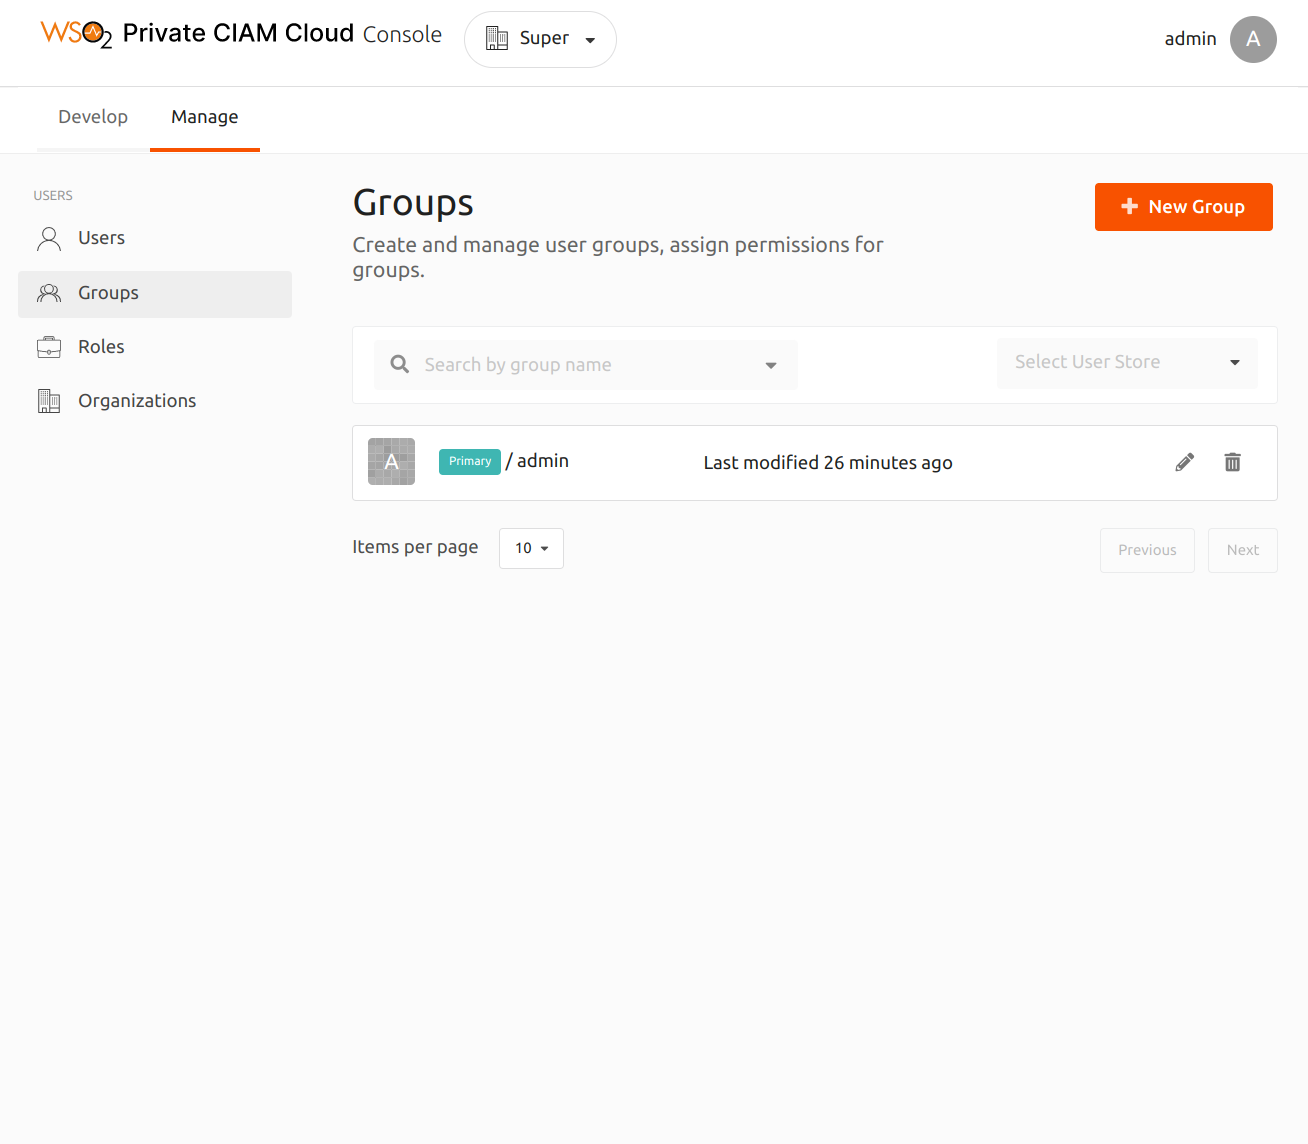 WSO2 Private CIAM Cloud Console Super admin A
Develop Manage
USERS
Users
Groups
Roles
Organizations
Groups
New Group
Create and manage user groups, assign permissions for
groups.
Search by group name Select User Store
A Primary / admin Last modified 26 minutes ago
Items per page 10 Previous Next